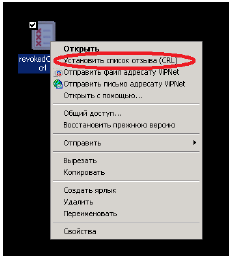 revokedC
crl
Открыть
Установить список отзыва (CRL)
Отправить файл адресату ViPNet
Отправить письмо адресату ViPNet
Открыть с помощью...
Общий доступ...
Восстановить прежнюю версию
Отправить
Вырезать
Копировать
Создать ярлык
Удалить
Переименовать
Свойства